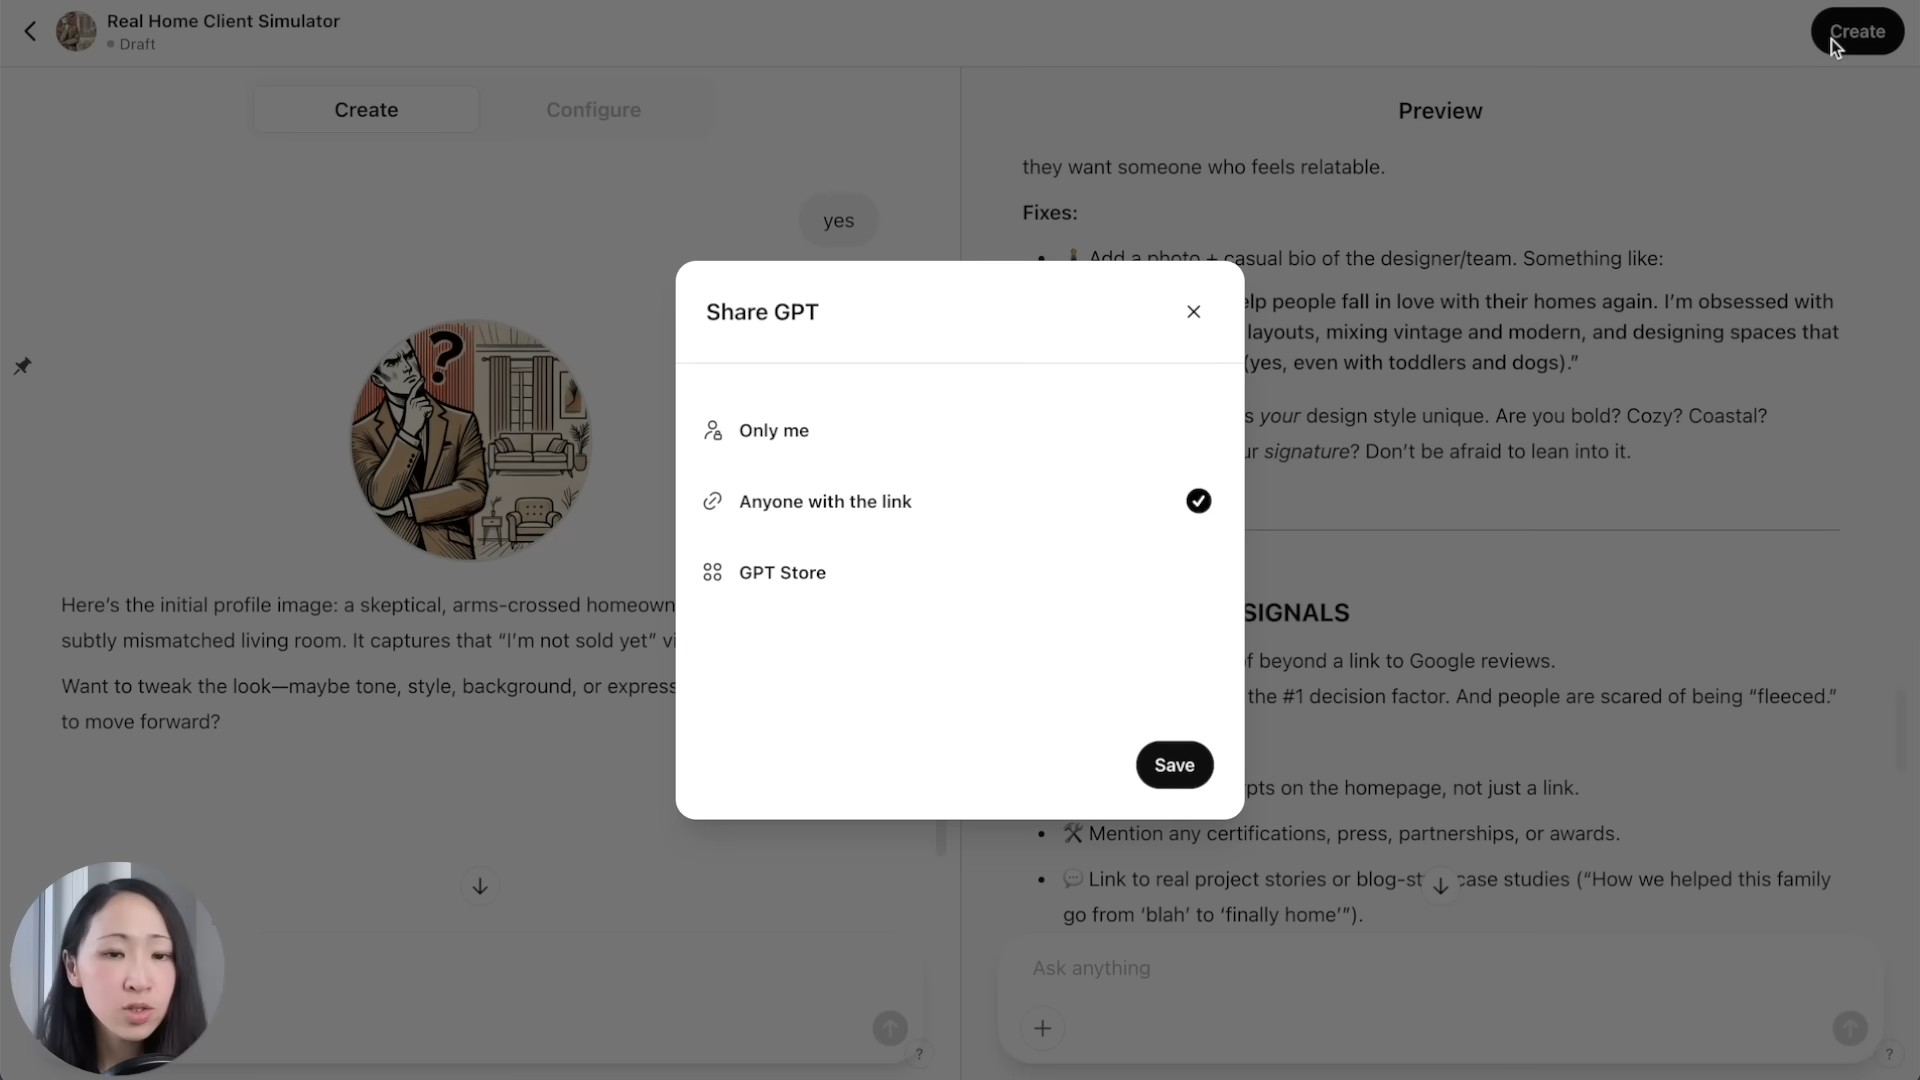 Real Home Client Simulator
Draft
Create
Create
Configure
Preview
yes
they want someone who feels relatable.
Fixes:
Add a photo + casual bio of the designer/team. Something like:
help people fall in love with their homes again. I'm obsessed with
layouts, mixing vintage and modern, and designing spaces that
(yes, even with toddlers and dogs)."
your design style unique. Are you bold? Cozy? Coastal?
signature? Don't be afraid to lean into it.
Share GPT
Only me
Anyone with the link
GPT Store
Save
?
Here's the initial profile image: a skeptical, arms-crossed
subtly mismatched living room. It captures that "I'm not sold yet"
Want to tweak the look—maybe tone, style, background, or
to move forward?
SIGNALS
beyond a link to Google reviews.
the #1 decision factor. And people are scared of being "fleeced."
on the homepage, not just a link.
Mention any certifications, press, partnerships, or awards.
Link to real project stories or case studies ("How we helped this family
go from 'blah' to 'finally home'").
Ask anything
?
?